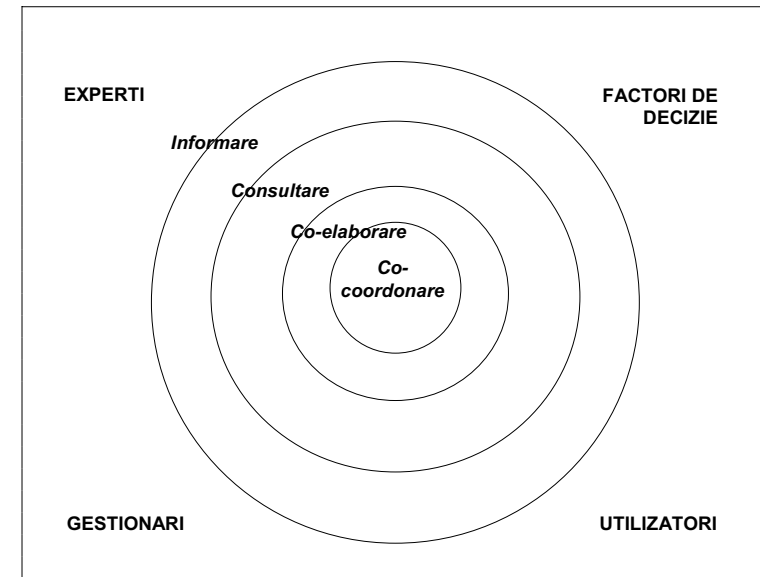 EXPERTI
FACTORI DE
DECIZIE
Informare
Consultare
Co-elaborare
Co-
coordonare
GESTIONARI
UTILIZATORI